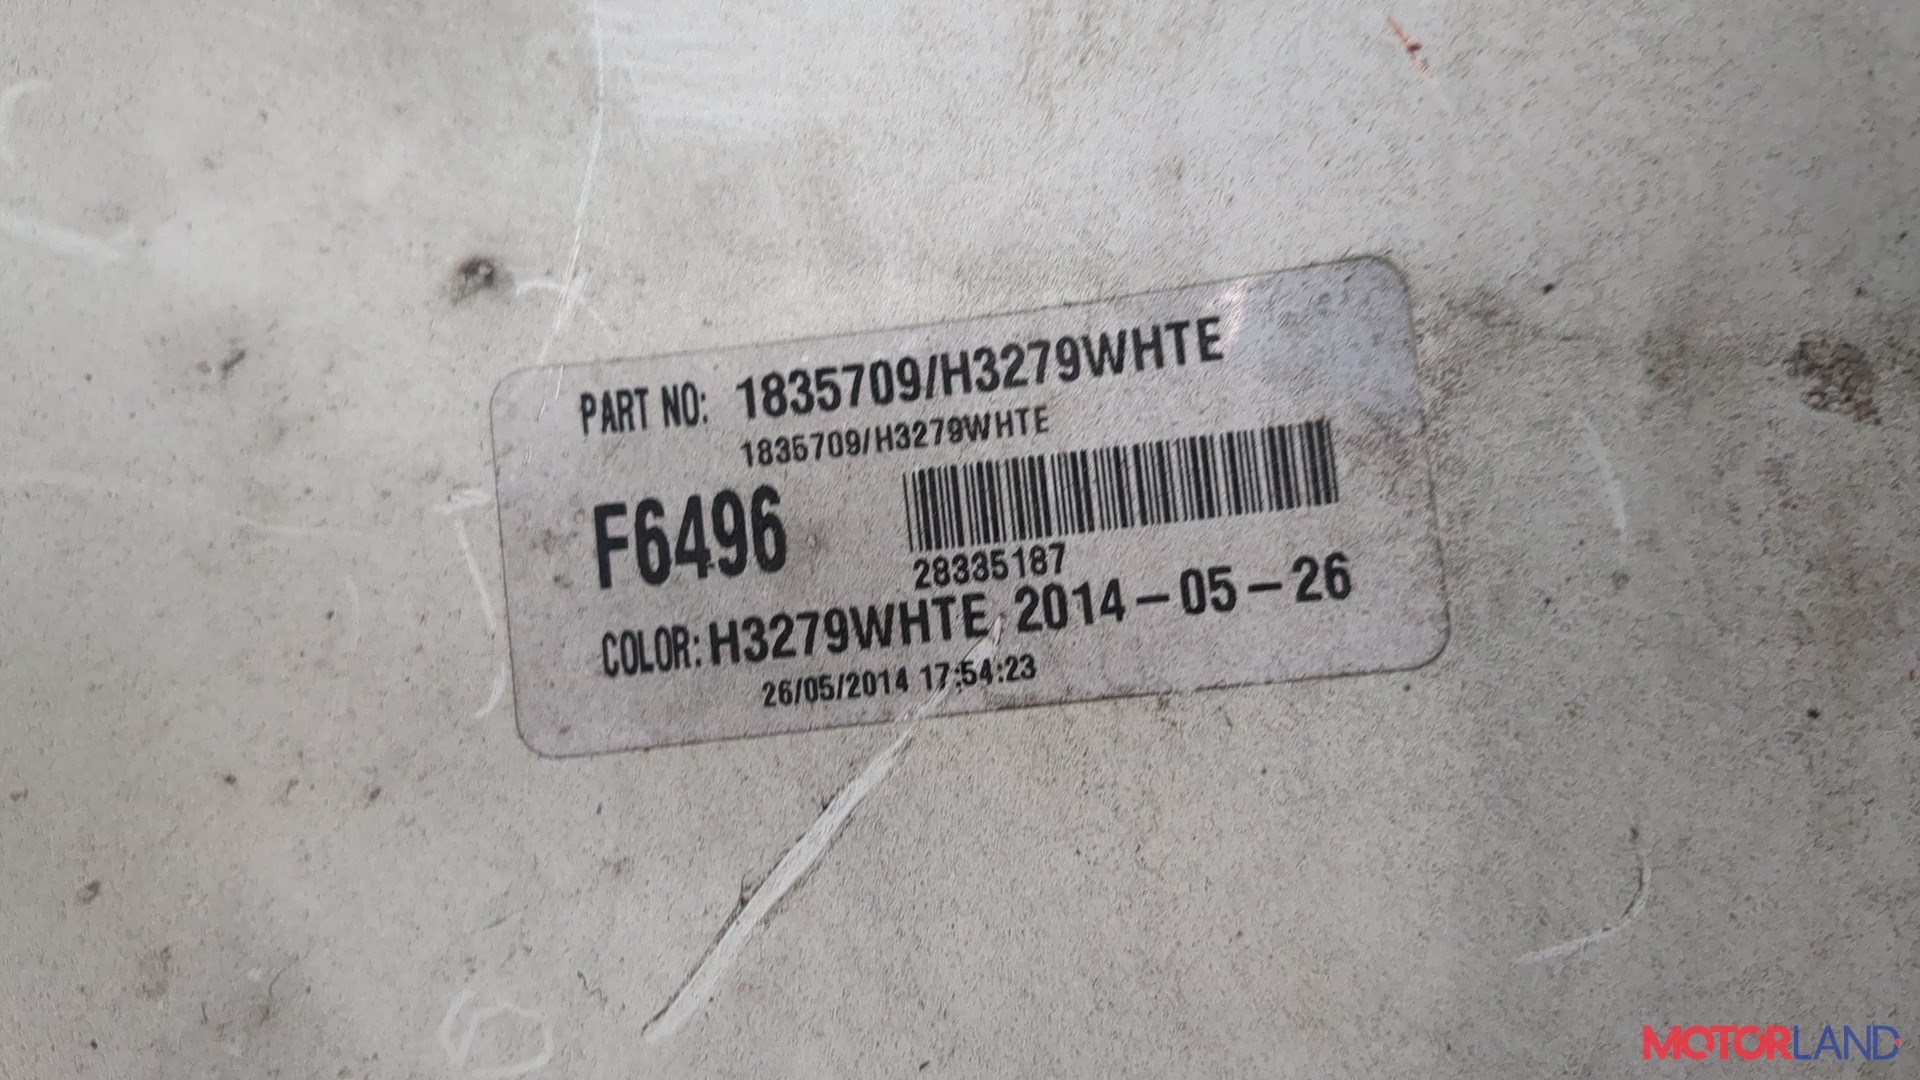 PART NO: 1835709/H3279WHTE
1835709/H3279WHTE
F6496
28335187
COLOR: H3279WHTE 2014-05-26
26/05/2014 17:54:23
MOTORLAND